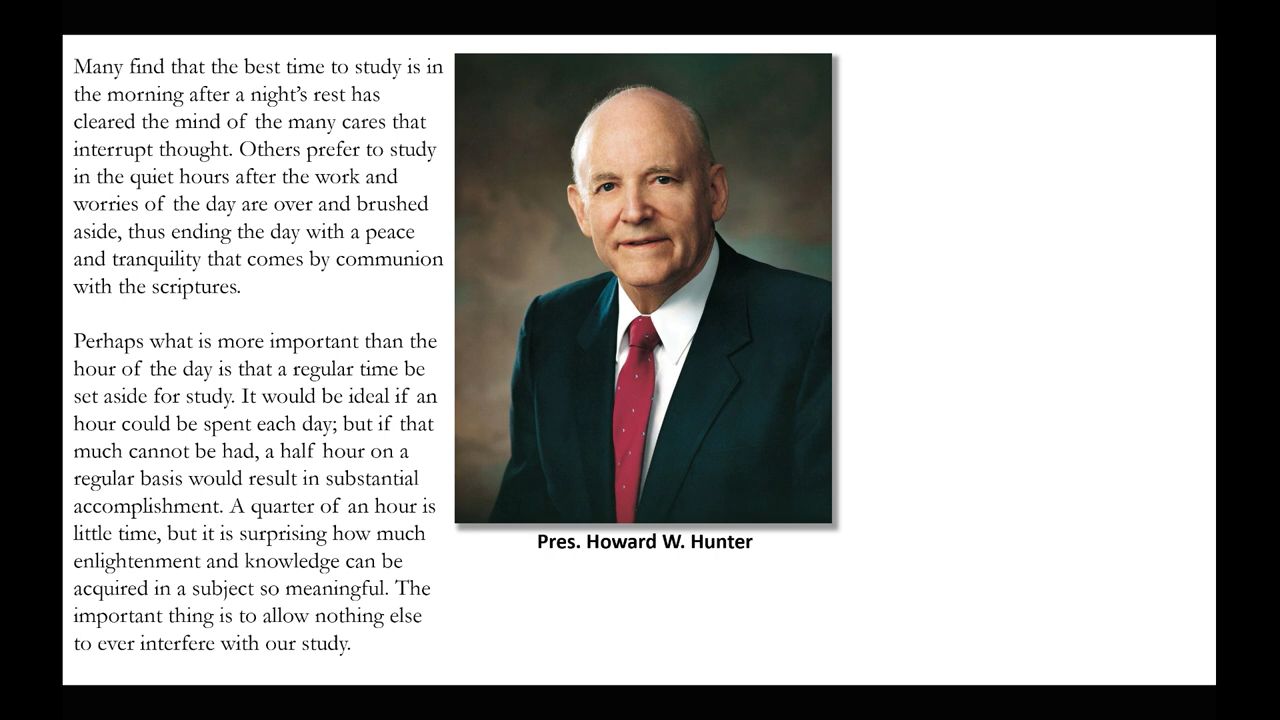 Many find that the best time to study is in
the morning after a night’s rest has
cleared the mind of the many cares that
interrupt thought. Others prefer to study
in the quiet hours after the work and
worries of the day are over and brushed
aside, thus ending the day with a peace
and tranquility that comes by communion
with the scriptures.
Perhaps what is more important than the
hour of the day is that a regular time be
set aside for study. It would be ideal if an
hour could be spent each day; but if that
much cannot be had, a half hour on a
regular basis would result in substantial
accomplishment. A quarter of an hour is
little time, but it is surprising how much
enlightenment and knowledge can be
acquired in a subject so meaningful. The
important thing is to allow nothing else
to ever interfere with our study.
Pres. Howard W. Hunter